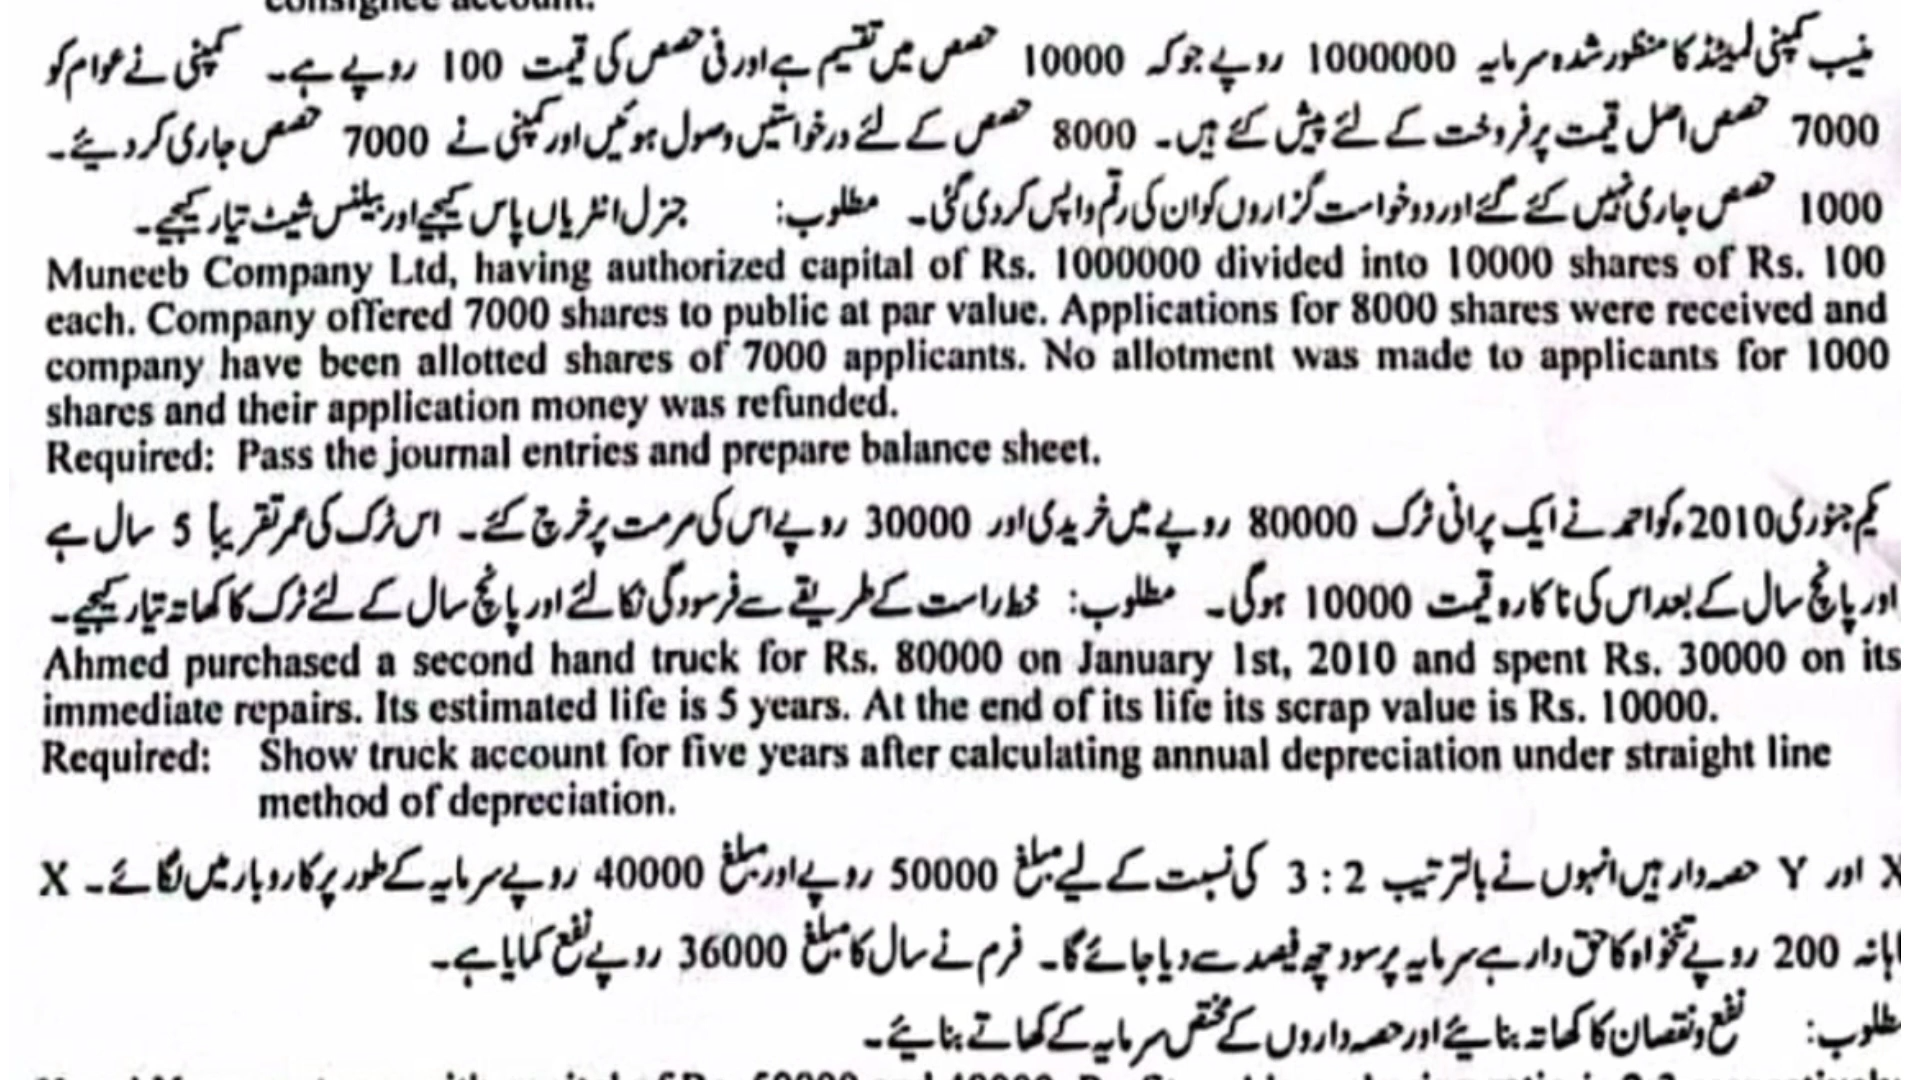 consignee account.
منیب کمپنی لمیٹڈ کا منظور شدہ سرمایہ 1000000 روپے جو کہ 10000 حصص میں تقسیم ہے اور فی حصص کی قیمت 100 روپے ہے۔ کمپنی نے عوام کو
7000 حصص اصل قیمت پر فروخت کے لئے پیش کئے ہیں۔ 8000 حصص کے لئے درخواستیں وصول ہوئیں اور کمپنی نے 7000 حصص جاری کر دیئے۔
1000 حصص جاری نہیں کئے گئے اور درخواست گزاروں کو ان کی رقم واپس کر دی گئی۔ مطلوب: جنرل انٹریاں پاس کیجیے اور بیلنس شیٹ تیار کیجیے۔
Muneeb Company Ltd, having authorized capital of Rs. 1000000 divided into 10000 shares of Rs. 100
each. Company offered 7000 shares to public at par value. Applications for 8000 shares were received and
company have been allotted shares of 7000 applicants. No allotment was made to applicants for 1000
shares and their application money was refunded.
Required: Pass the journal entries and prepare balance sheet.
یکم جنوری 2010ء کو احمد نے ایک پرانی ٹرک 80000 روپے میں خریدی اور 30000 روپے اس کی مرمت پر خرچ کئے۔ اس ٹرک کی عمر تقریباً 5 سال ہے
اور پانچ سال کے بعد اس کی ناکارہ قیمت 10000 ہوگی۔ مطلوب: خط راست کے طریقے سے فرسودگی نکالئے اور پانچ سال کے لئے ٹرک کا کھاتہ تیار کیجیے۔
Ahmed purchased a second hand truck for Rs. 80000 on January 1st, 2010 and spent Rs. 30000 on its
immediate repairs. Its estimated life is 5 years. At the end of its life its scrap value is Rs. 10000.
Required: Show truck account for five years after calculating annual depreciation under straight line
method of depreciation.
X اور Y حصہ دار ہیں انہوں نے بالترتیب 2 : 3 کی نسبت کے لیے مبلغ 50000 روپے اور مبلغ 40000 روپے سرمایہ کے طور پر کاروبار میں لگائے۔ X
ماہانہ 200 روپے تنخواہ کا حق دار ہے سرمایہ پر سود چھ فیصد سے دیا جائے گا۔ فرم نے سال کا مبلغ 36000 روپے نفع کمایا ہے۔
مطلوب: نفع و نقصان کا کھاتہ بنایئے اور حصہ داروں کے مختص سرمایہ کے کھاتے بنایئے۔